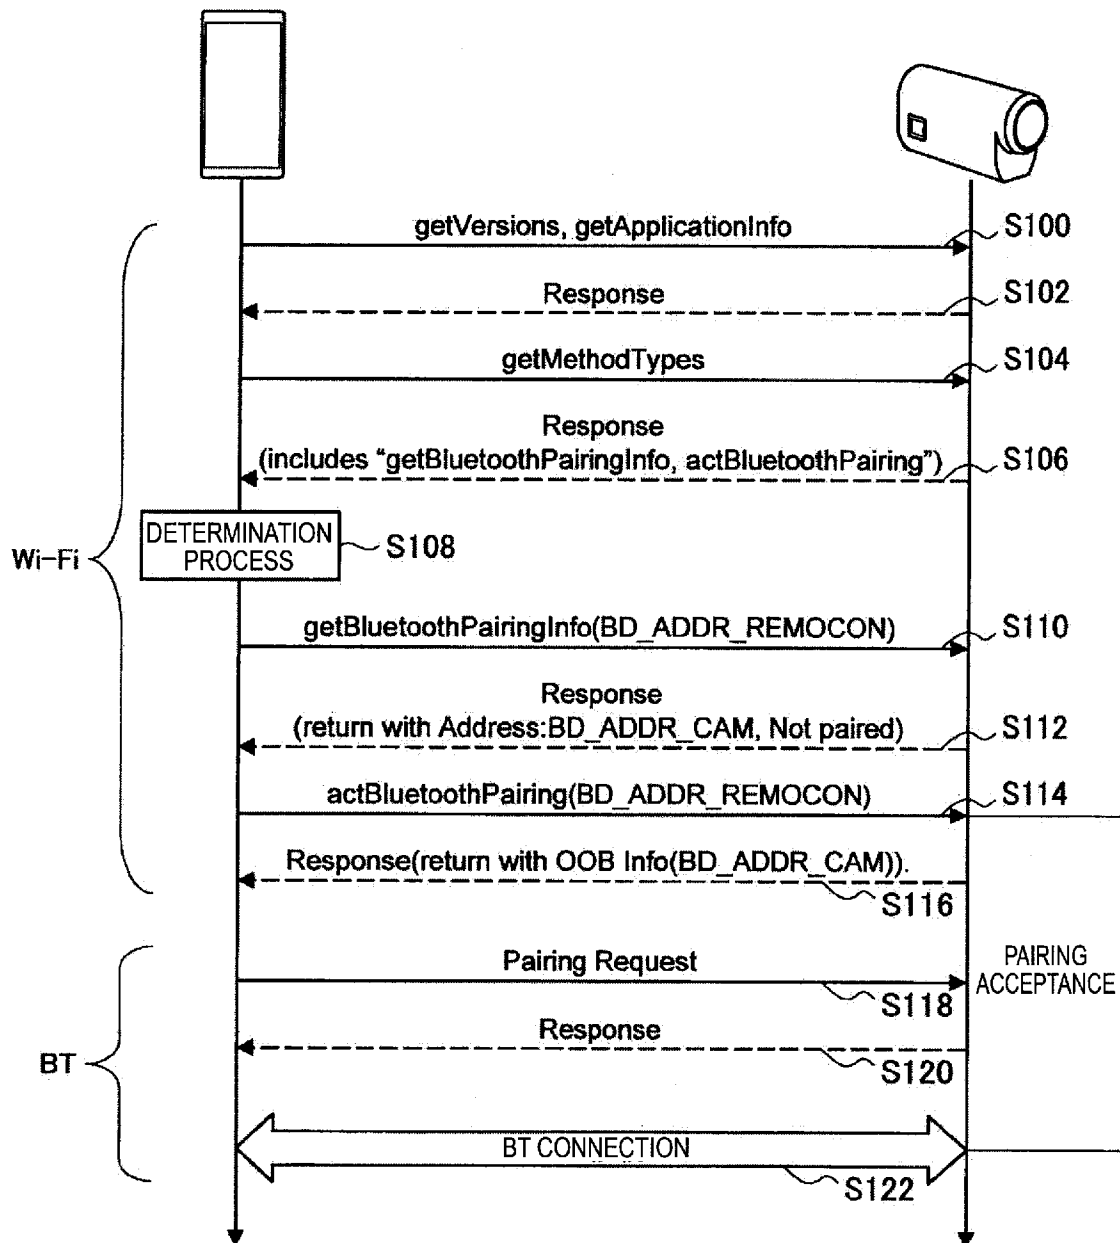 getVersions, getApplicationInfo
S100
Response
S102
getMethodTypes
S104
Response
(includes “getBluetoothPairingInfo, actBluetoothPairing”)
S106
DETERMINATION
PROCESS
S108
Wi-Fi
getBluetoothPairingInfo(BD_ADDR_REMOCON)
S110
Response
(return with Address:BD_ADDR_CAM, Not paired)
S112
actBluetoothPairing(BD_ADDR_REMOCON)
S114
Response(return with OOB Info(BD_ADDR_CAM)).
S116
Pairing Request
S118
PAIRING
ACCEPTANCE
Response
S120
BT
BT CONNECTION
S122